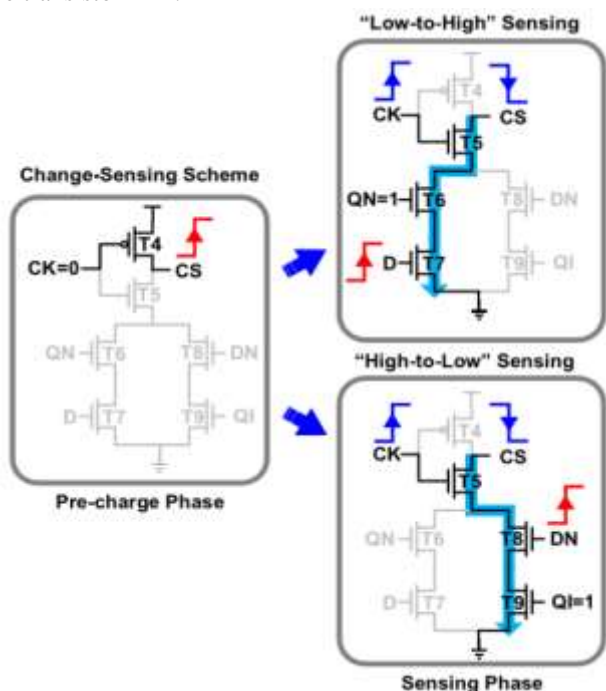 "Low-to-High" Sensing
T4
CK
CS
T5
QN=1
T6
T8
DN
D
T7
T9
QI
Change-Sensing Scheme
CK=0
T4
CS
T5
QN
T6
T8
DN
D
T7
T9
QI
Pre-charge Phase
"High-to-Low" Sensing
T4
CK
CS
T5
QN
T6
T8
DN
D
T7
T9
QI=1
Sensing Phase